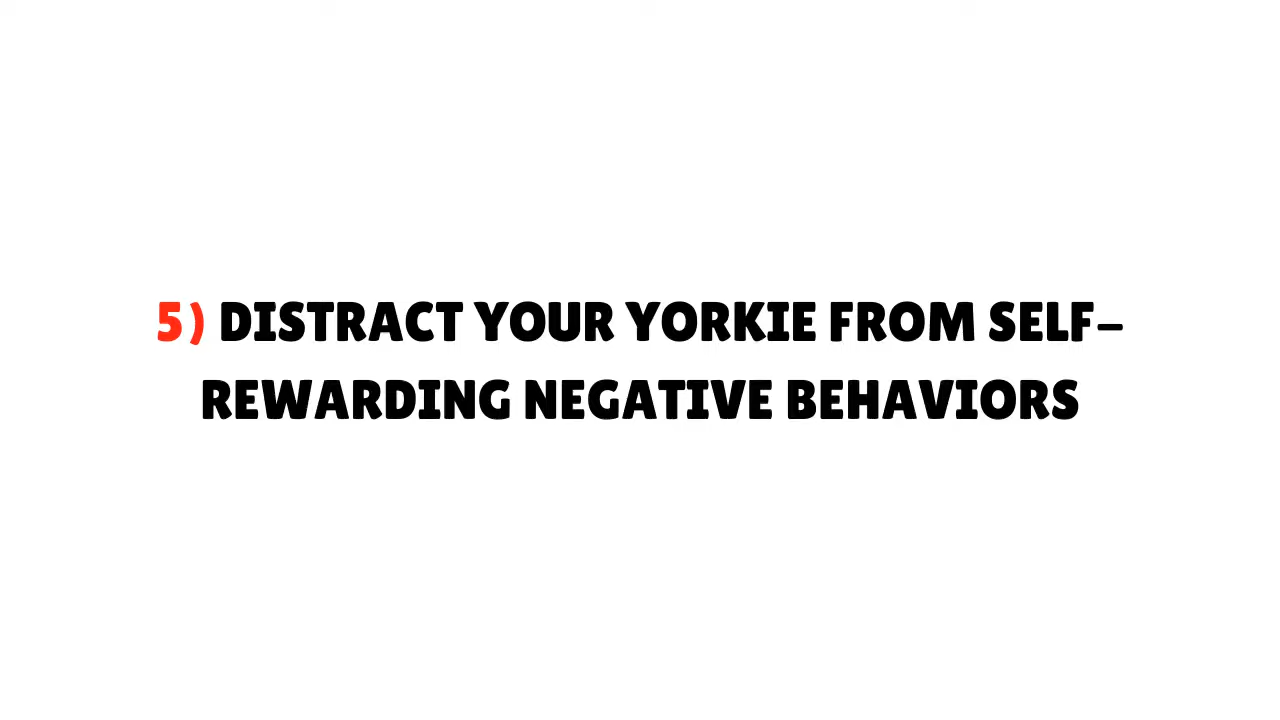 5) DISTRACT YOUR YORKIE FROM SELF-
REWARDING NEGATIVE BEHAVIORS